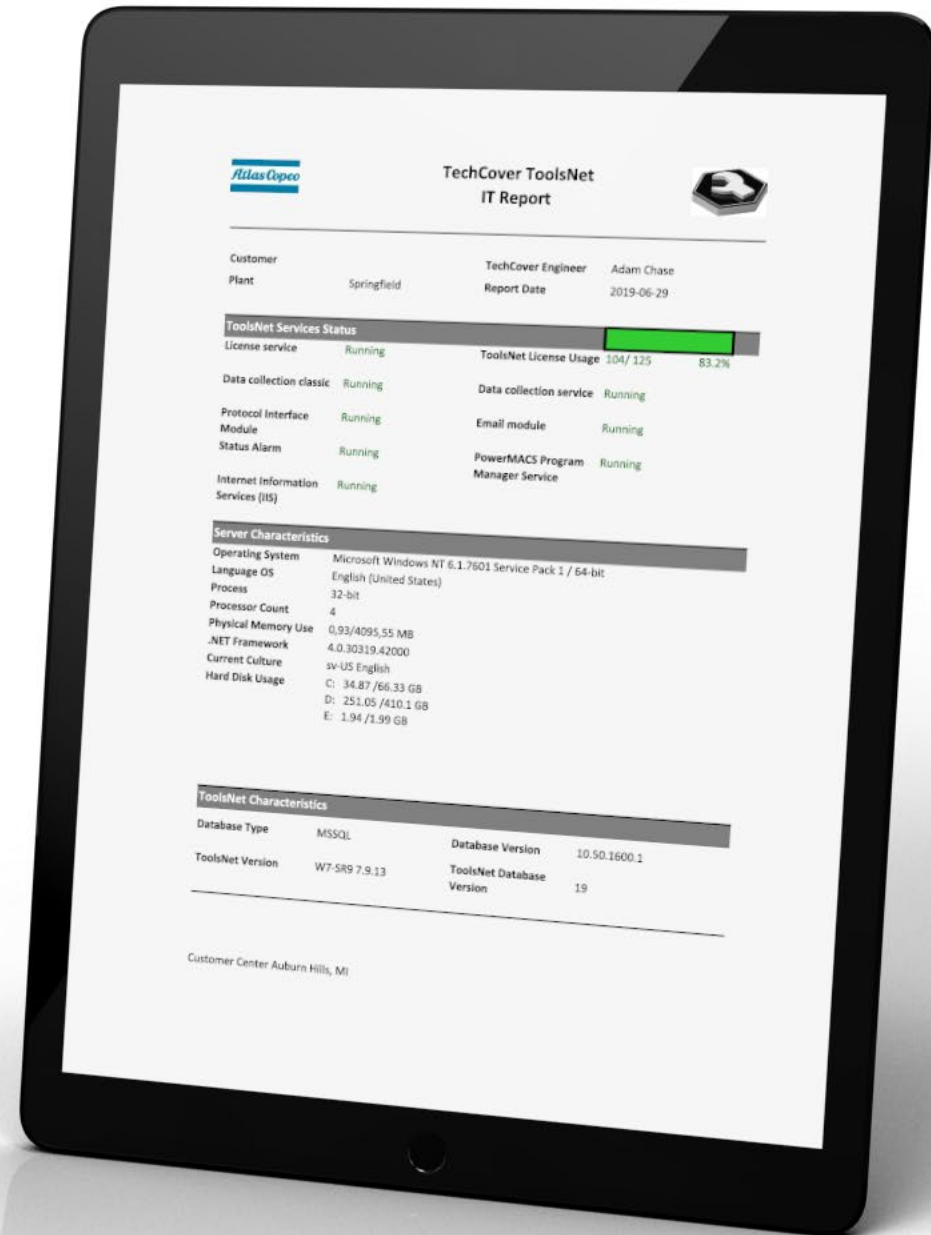 Atlas Copco
TechCover ToolsNet
IT Report
Customer
TechCover Engineer Adam Chase
Plant Springfield
Report Date 2019-06-29
ToolsNet Services Status
License service Running
ToolsNet License Usage 104/ 125 83.2%
Data collection classic Running
Data collection service Running
Protocol Interface
Module
Running
Email module Running
Status Alarm Running
PowerMACS Program
Manager Service
Running
Internet Information
Services (IIS)
Running
Server Characteristics
Operating System Microsoft Windows NT 6.1.7601 Service Pack 1 / 64-bit
Language OS English (United States)
Process 32-bit
Processor Count 4
Physical Memory Use 0,93/4095,55 MB
.NET Framework 4.0.30319.42000
Current Culture sv-US English
Hard Disk Usage C: 34.87 /66.33 GB
D: 251.05 /410.1 GB
E: 1.94 /1.99 GB
ToolsNet Characteristics
Database Type MSSQL
Database Version 10.50.1600.1
ToolsNet Version W7-SR9 7.9.13
ToolsNet Database
Version
19
Customer Center Auburn Hills, MI